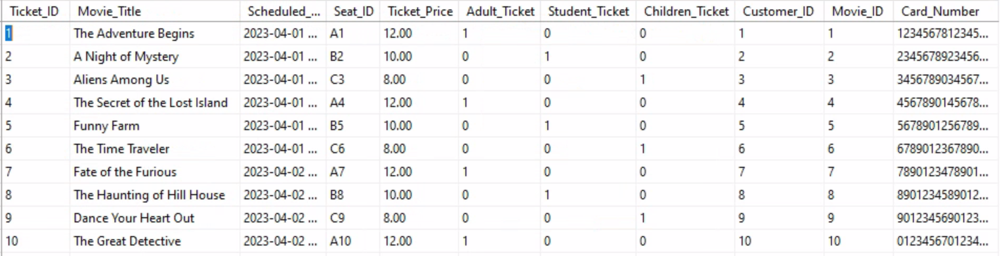 Ticket_ID Movie_Title Scheduled_... Seat_ID Ticket_Price Adult_Ticket Student_Ticket Children_Ticket Customer_ID Movie_ID Card_Number
1 The Adventure Begins 2023-04-01 ... A1 12.00 1 0 0 1 1 1234567812345...
2 A Night of Mystery 2023-04-01 ... B2 10.00 0 1 0 2 2 2345678923456...
3 Aliens Among Us 2023-04-01 ... C3 8.00 0 0 1 3 3 3456789034567...
4 The Secret of the Lost Island 2023-04-01 ... A4 12.00 1 0 0 4 4 4567890145678...
5 Funny Farm 2023-04-01 ... B5 10.00 0 1 0 5 5 5678901256789...
6 The Time Traveler 2023-04-01 ... C6 8.00 0 0 1 6 6 6789012367890...
7 Fate of the Furious 2023-04-02 ... A7 12.00 1 0 0 7 7 7890123478901...
8 The Haunting of Hill House 2023-04-02 ... B8 10.00 0 1 0 8 8 8901234589012...
9 Dance Your Heart Out 2023-04-02 ... C9 8.00 0 0 1 9 9 9012345690123...
10 The Great Detective 2023-04-02 ... A10 12.00 1 0 0 10 10 0123456701234...